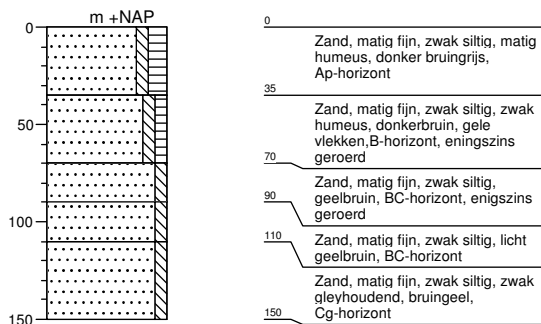 m +NAP
0
50
100
150
0
Zand, matig fijn, zwak siltig, matig
humeus, donker bruingrijs,
Ap-horizont
35
Zand, matig fijn, zwak siltig, zwak
humeus, donkerbruin, gele
vlekken,B-horizont, eningszins
geroerd
70
Zand, matig fijn, zwak siltig,
geelbruin, BC-horizont, enigszins
geroerd
90
Zand, matig fijn, zwak siltig, licht
geelbruin, BC-horizont
110
Zand, matig fijn, zwak siltig, zwak
gleyhoudend, bruingeel,
Cg-horizont
150